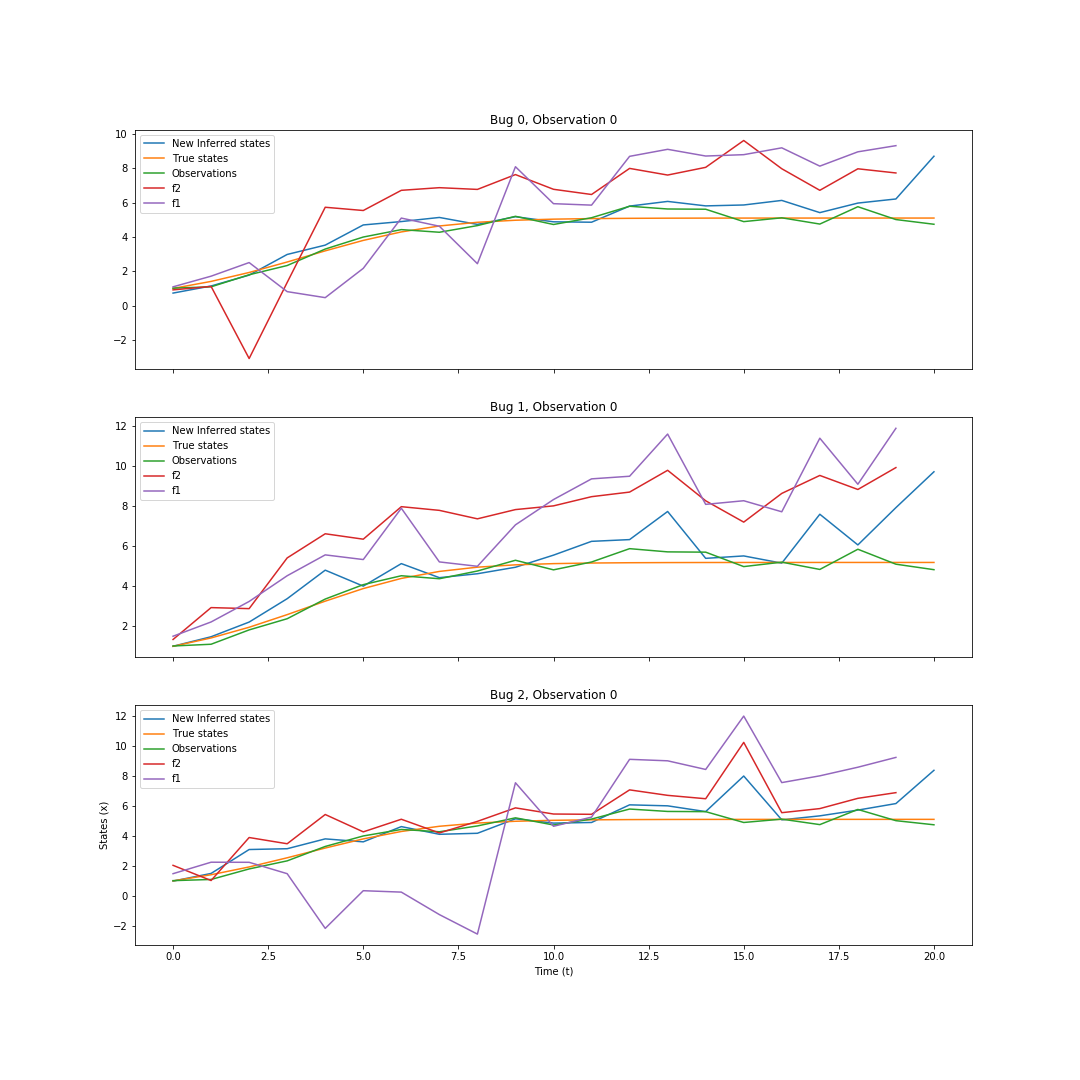 Bug 0, Observation 0
10
8
6
4
2
0
−2
New Inferred states
True states
Observations
f2
f1
Bug 1, Observation 0
12
10
8
6
4
2
New Inferred states
True states
Observations
f2
f1
Bug 2, Observation 0
12
10
8
6
4
2
0
−2
States (x)
New Inferred states
True states
Observations
f2
f1
0.0 2.5 5.0 7.5 10.0 12.5 15.0 17.5 20.0
Time (t)